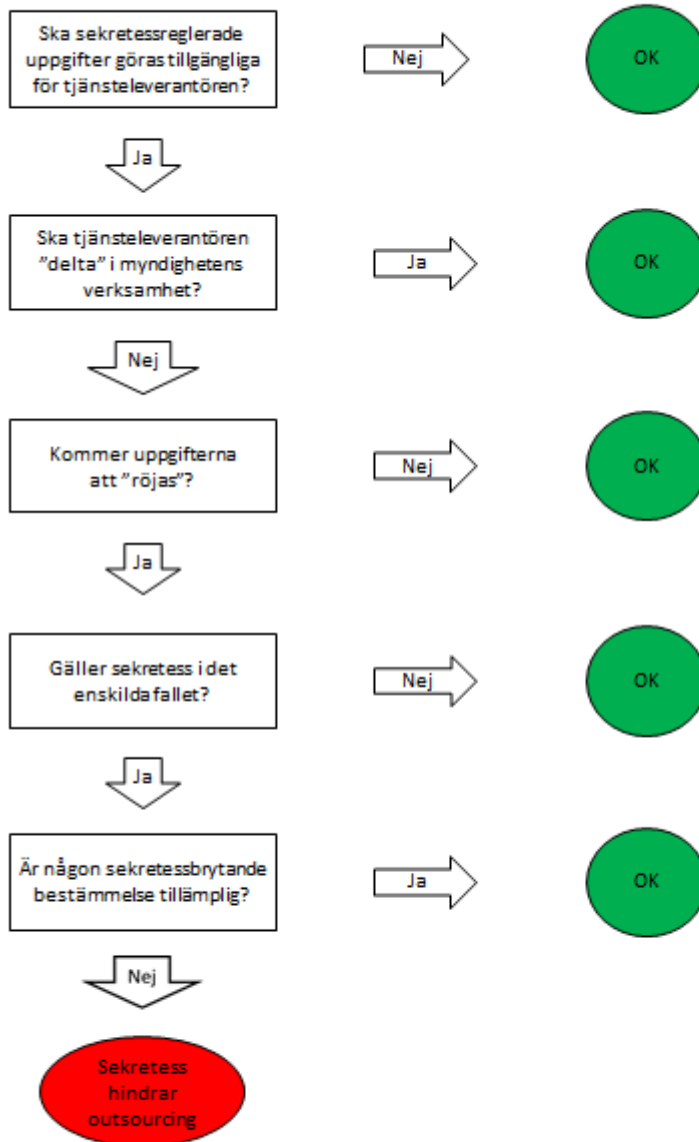 Ska sekretessreglerade
uppgifter göras tillgängliga
för tjänsteleverantören?
Nej
OK
Ja
Ska tjänsteleverantören
”delta” i myndighetens
verksamhet?
Ja
OK
Nej
Kommer uppgifterna
att ”röjas”?
Nej
OK
Ja
Gäller sekretess i det
enskilda fallet?
Nej
OK
Ja
Är någon sekretessbrytande
bestämmelse tillämplig?
Ja
OK
Nej
Sekretess
hindrar
outsourcing